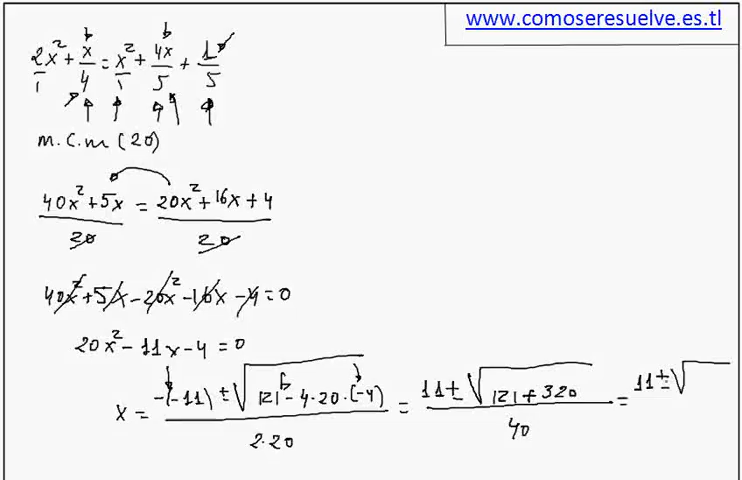 www.comoseresuelve.es.tl
2x²/1 + x/4 = x²/1 + 4x/5 + 1/5
m.c.m (20)
(40x² + 5x)/20 = (20x² + 16x + 4)/20
40x² + 5x - 20x² - 16x - 4 = 0
20x² - 11x - 4 = 0
x = (-(-11) ± √(121 - 4·20·(-4)))/(2·20) = (11 ± √(121 + 320))/40 = 11 ± √